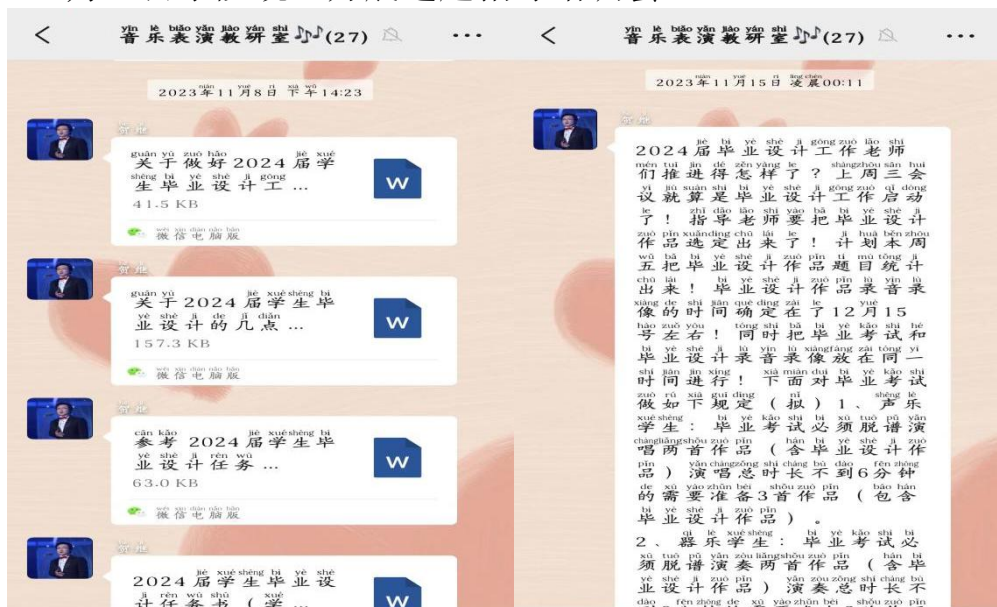 音乐表演教研室🎶(27)
2023年11月8日 下午14:23
贺旭
关于做好2024届学
生毕业设计工...
W
41.5 KB
微信电脑版
关于2024届学生毕
业设计的几点...
W
157.3 KB
微信电脑版
贺旭
参考 2024届学生毕
业设计任务...
W
63.0 KB
微信电脑版
贺旭
2024届学生毕业设
计任务书(学...
W
音乐表演教研室🎶(27)
2023年11月15日 凌晨00:11
贺旭
2024届毕业设计工作老师
们推进得怎样了?上周三会
议就算是毕业设计工作启动
了!指导老师要把毕业设计
作品选定出来了!计划本周
五把毕业设计作品题目统计
出来!毕业设计作品录音录
像的时间确定在了12月15
号左右!同时把毕业考试和
毕业设计录音录像放在同一
时间进行!下面对毕业考试
做如下规定(拟)1、声乐
学生:毕业考试必须脱谱演
唱两首作品(含毕业设计作
品)演唱总时长不到6分钟
的需要准备3首作品(包含
毕业设计作品)。
2、器乐学生:毕业考试必
须脱谱演奏两首作品(含毕
业设计作品)演奏总时长不